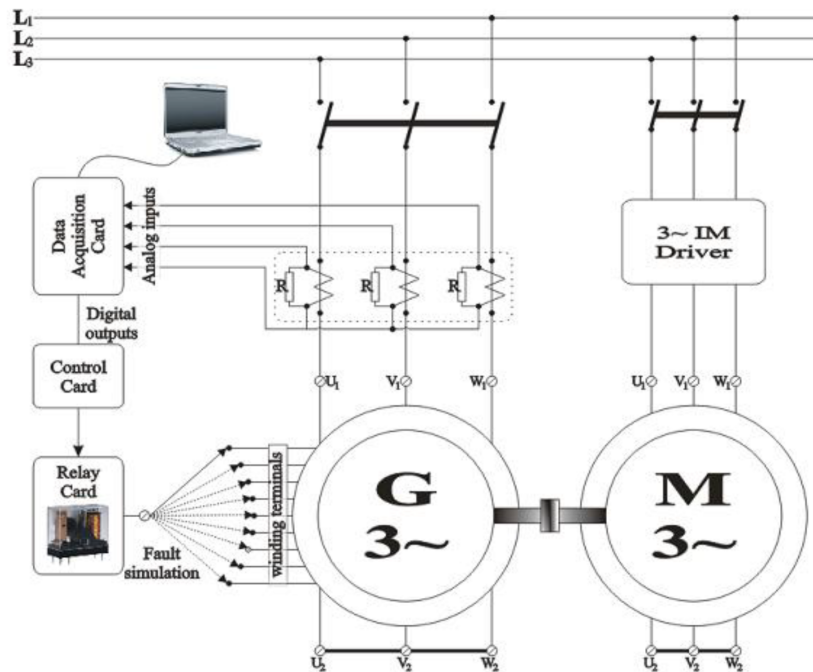 L1
L2
L3
Data
Acquisition
Card
Analog inputs
3~ IM
Driver
R
R
R
Digital
outputs
Control
Card
U1
V1
W1
U1
V1
W1
Relay
Card
winding terminals
G
3~
M
3~
Fault
simulation
U2
V2
W2
U2
V2
W2